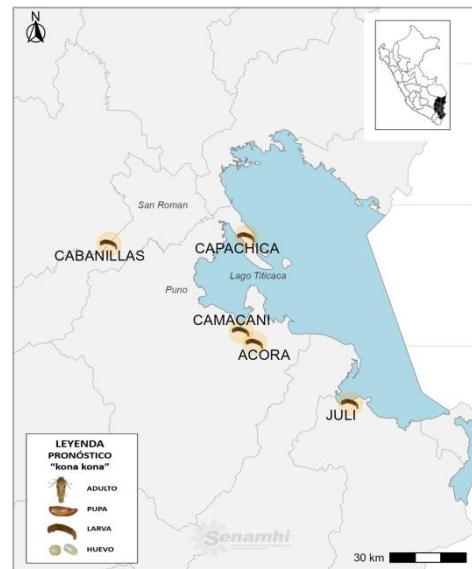 N
San Roman
CABANILLAS
CAPACHICA
Lago Titicaca
Puno
CAMACANI
ACORA
JULI
LEYENDA
PRONÓSTICO
“kona kona”
ADULTO
PUPA
LARVA
HUEVO
Senamhi
30 km